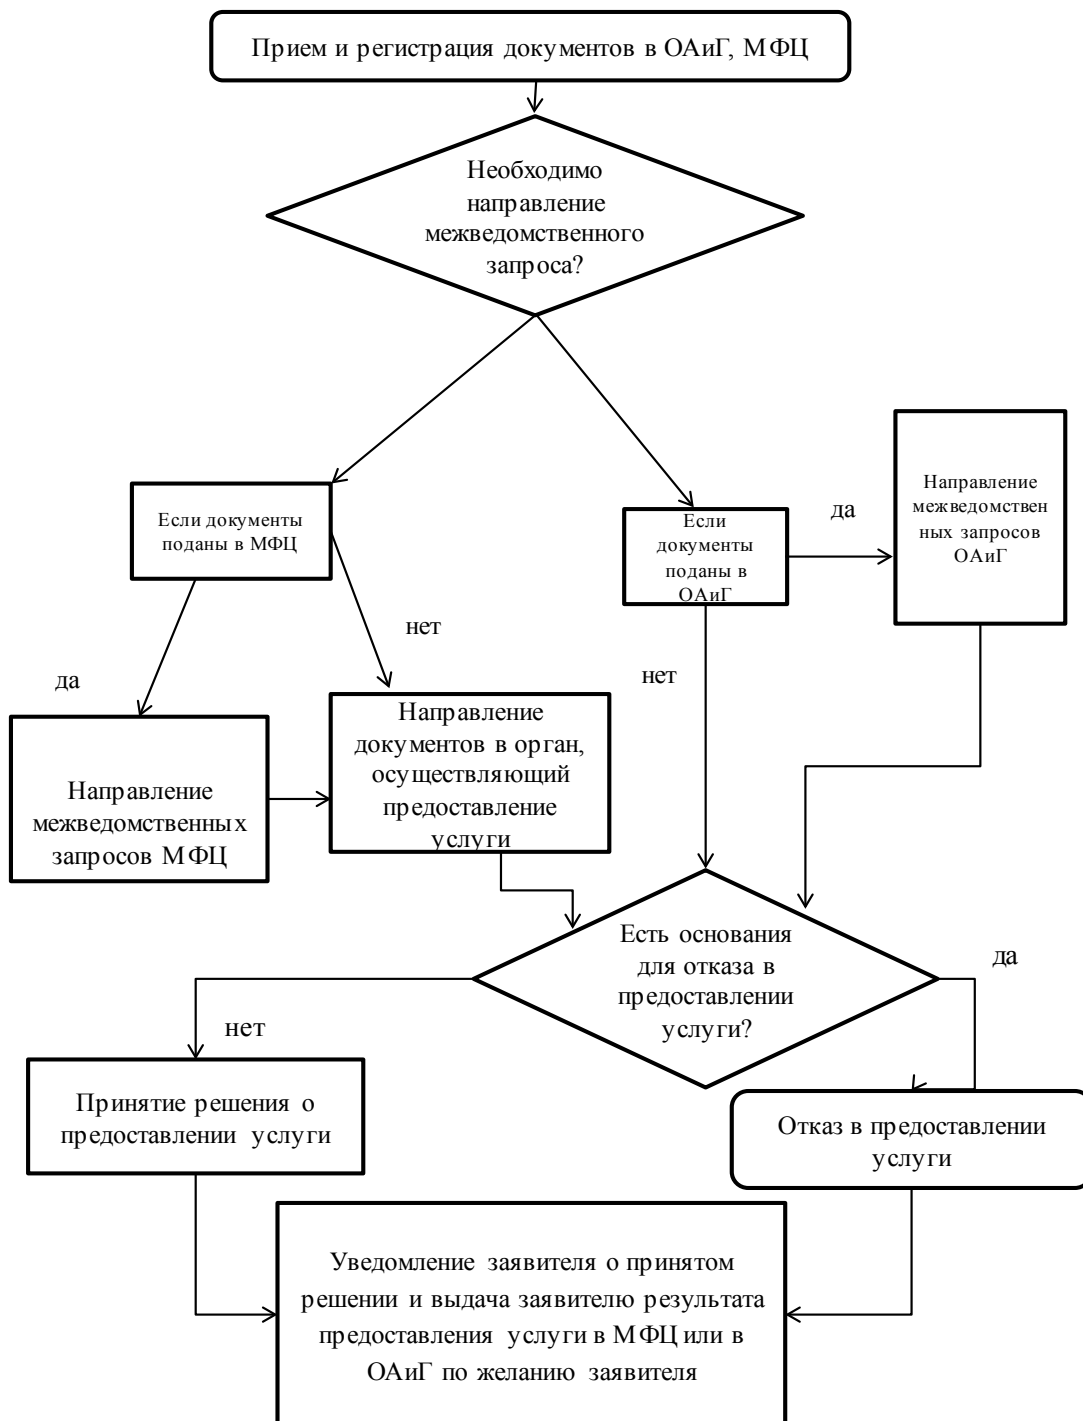 Прием и регистрация документов в ОАиГ, МФЦ
Необходимо
направление
межведомственного
запроса?
Направление
межведомствен
ных запросов
ОАиГ
Если документы
поданы в МФЦ
Если
документы
поданы в
ОАиГ
да
нет
нет
да
Направление
документов в орган,
осуществляющий
предоставление
услуги
Направление
межведомственных
запросов МФЦ
Есть основания
для отказа в
предоставлении
услуги?
да
нет
Принятие решения о
предоставлении услуги
Отказ в предоставлении
услуги
Уведомление заявителя о принятом
решении и выдача заявителю результата
предоставления услуги в МФЦ или в
ОАиГ по желанию заявителя